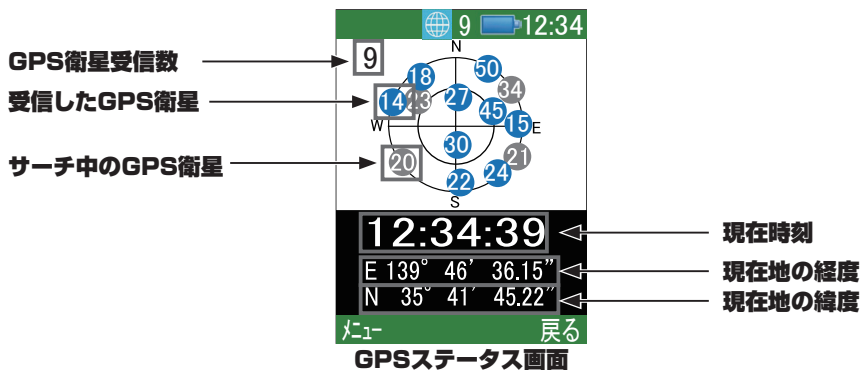 9 12:34
GPS衛星受信数
9
N
18
50
受信したGPS衛星
14
23
27
34
45
15
W
E
30
サーチ中のGPS衛星
20
21
22
24
S
12:34:39
現在時刻
E 139° 46’ 36.15”
現在地の経度
N 35° 41′ 45.22″
現在地の緯度
メニュー 戻る
GPSステータス画面